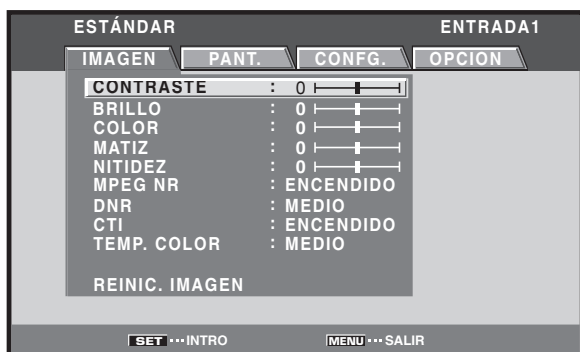 ESTÁNDAR ENTRADA1
IMAGEN PANT. CONFG. OPCION
CONTRASTE : 0
BRILLO : 0
COLOR : 0
MATIZ : 0
NITIDEZ : 0
MPEG NR : ENCENDIDO
DNR : MEDIO
CTI : ENCENDIDO
TEMP. COLOR : MEDIO
REINIC. IMAGEN
SET ···INTRO MENU ···SALIR